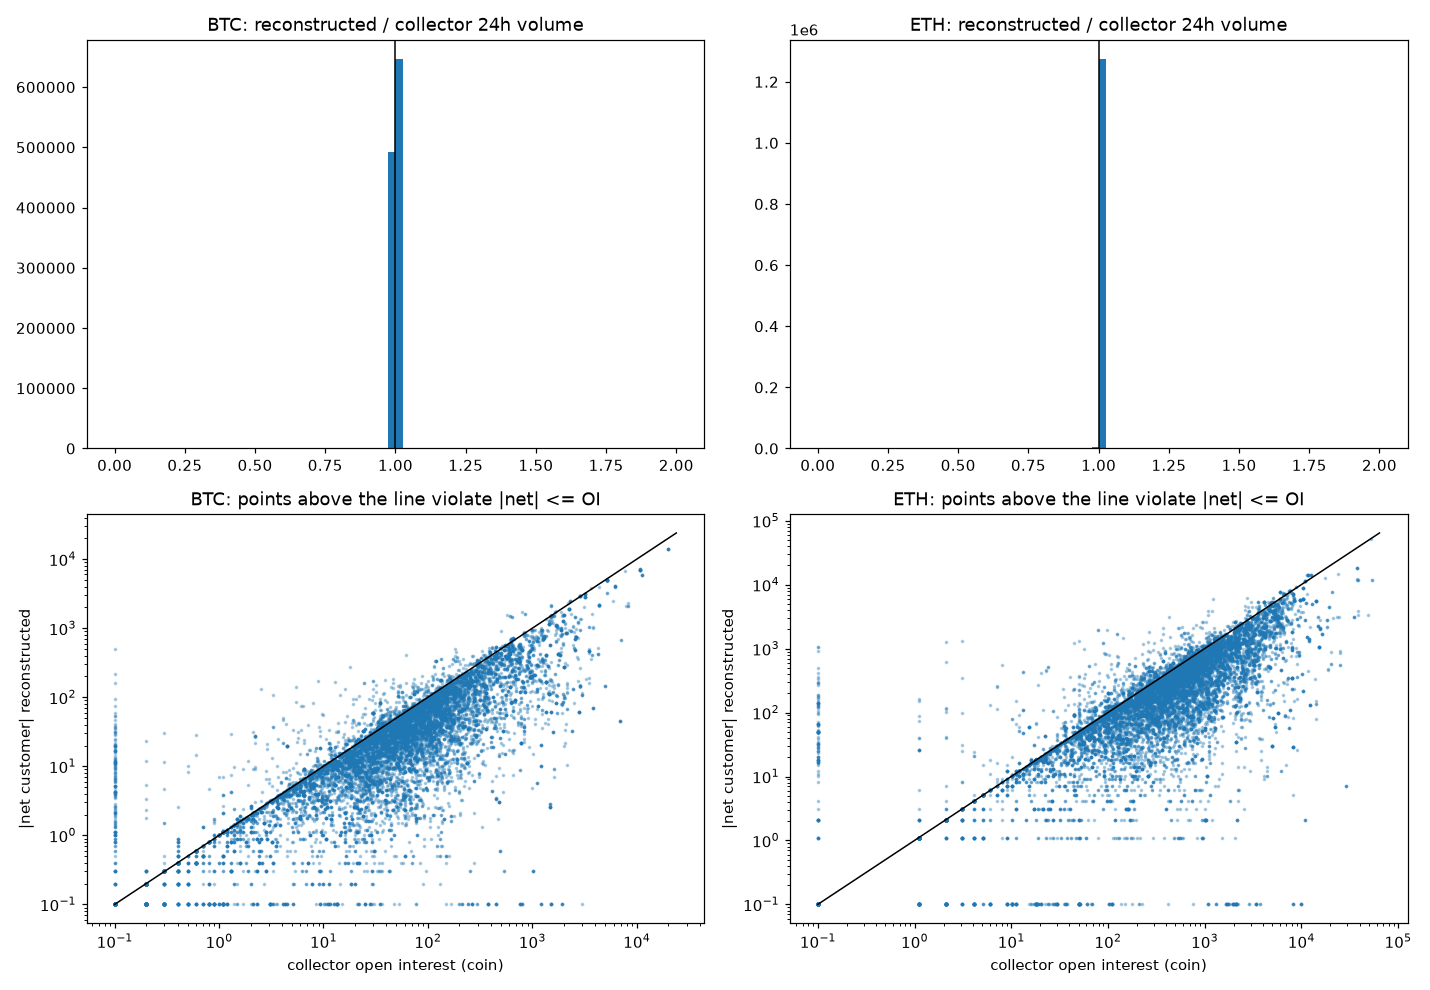 BTC: reconstructed / collector 24h volume
600000
500000
400000
300000
200000
100000
0
0.00 0.25 0.50 0.75 1.00 1.25 1.50 1.75 2.00
ETH: reconstructed / collector 24h volume
1e6
1.2
1.0
0.8
0.6
0.4
0.2
0.0
0.00 0.25 0.50 0.75 1.00 1.25 1.50 1.75 2.00
BTC: points above the line violate |net| <= OI
|net customer| reconstructed
10⁴
10³
10²
10¹
10⁰
10⁻¹
10⁻¹ 10⁰ 10¹ 10² 10³ 10⁴
collector open interest (coin)
ETH: points above the line violate |net| <= OI
|net customer| reconstructed
10⁵
10⁴
10³
10²
10¹
10⁰
10⁻¹
10⁻¹ 10⁰ 10¹ 10² 10³ 10⁴ 10⁵
collector open interest (coin)